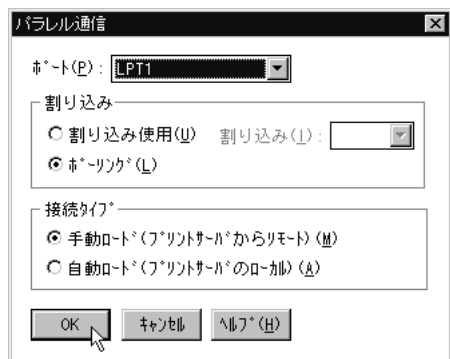 パラレル通信
ﾎﾟｰﾄ(P) : LPT1
割り込み
割り込み使用(U) 割り込み(I) :
ﾎﾟｰﾘﾝｸﾞ(L)
接続ﾀｲﾌﾟ
手動ﾛｰﾄﾞ(ﾌﾟﾘﾝﾄｻｰﾊﾞからﾘﾓｰﾄ) (M)
自動ﾛｰﾄﾞ(ﾌﾟﾘﾝﾄｻｰﾊﾞのﾛｰｶﾙ) (A)
OK ｷｬﾝｾﾙ ﾍﾙﾌﾟ(H)